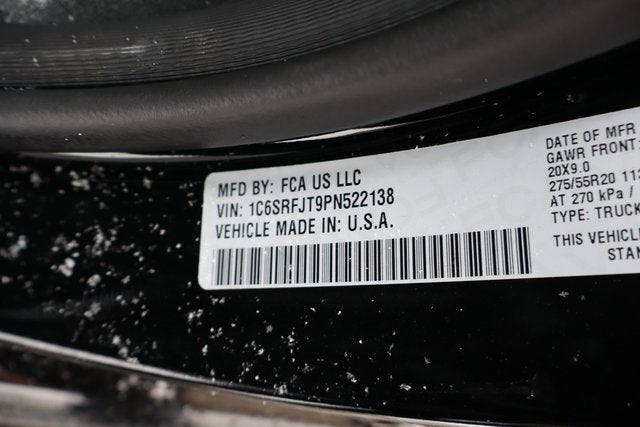 MFD BY: FCA US LLC
VIN: 1C6SRFJT9PN522138
VEHICLE MADE IN: U.S.A.
DATE OF MFR
GAWR FRONT:
20X9.0
275/55R20 113
AT 270 kPa /
TYPE: TRUCK
THIS VEHICLE
STAN